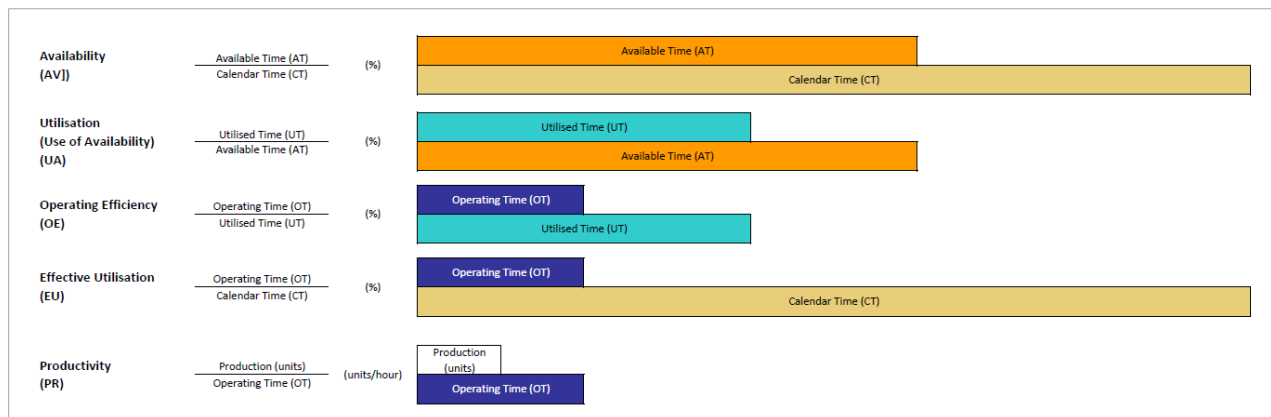 Availability
(AV])
Available Time (AT)
Calendar Time (CT)
(%)
Available Time (AT)
Calendar Time (CT)
Utilisation
(Use of Availability)
(UA)
Utilised Time (UT)
Available Time (AT)
(%)
Utilised Time (UT)
Available Time (AT)
Operating Efficiency
(OE)
Operating Time (OT)
Utilised Time (UT)
(%)
Operating Time (OT)
Utilised Time (UT)
Effective Utilisation
(EU)
Operating Time (OT)
Calendar Time (CT)
(%)
Operating Time (OT)
Calendar Time (CT)
Productivity
(PR)
Production (units)
Operating Time (OT)
(units/hour)
Production
(units)
Operating Time (OT)